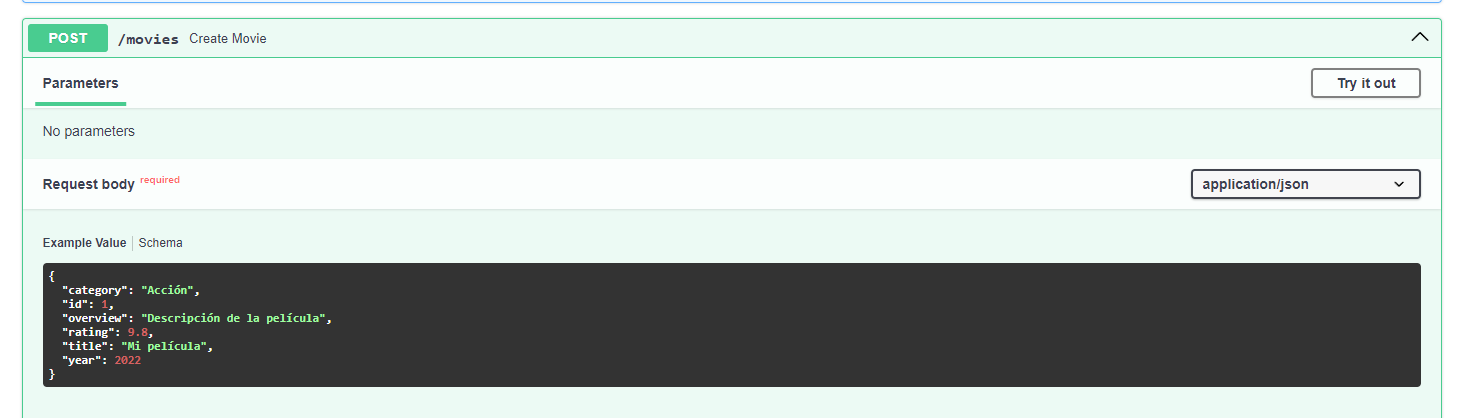 POST /movies Create Movie
Parameters Try it out
No parameters
Request body required application/json
Example Value Schema
{
  "category": "Acción",
  "id": 1,
  "overview": "Descripción de la película",
  "rating": 9.8,
  "title": "Mi película",
  "year": 2022
}